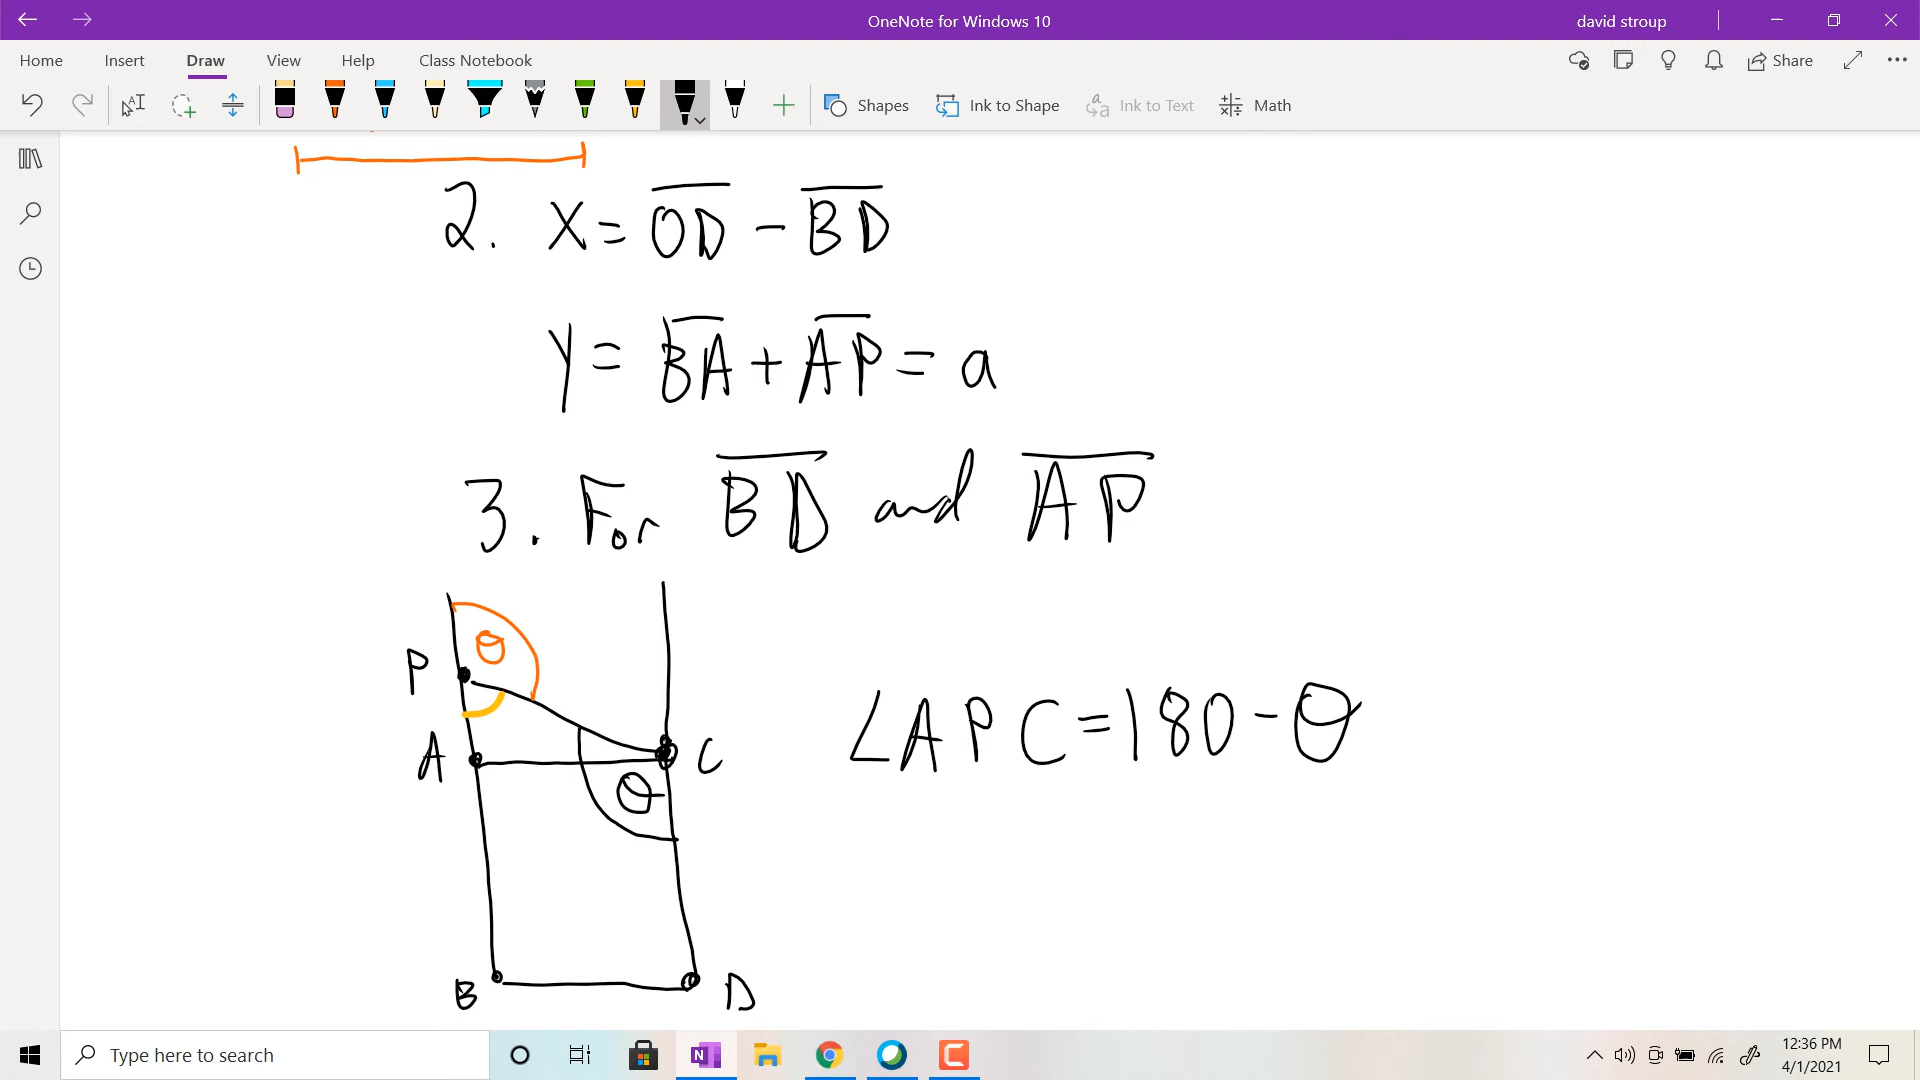 OneNote for Windows 10
david stroup
Home Insert Draw View Help Class Notebook
Share
Shapes Ink to Shape Ink to Text Math
2. X = OD - BD
y = BA + AP = a
3. For BD and AP
θ
P
∠APC = 180 - θ
A
C
θ
B
D
Type here to search
12:36 PM
4/1/2021